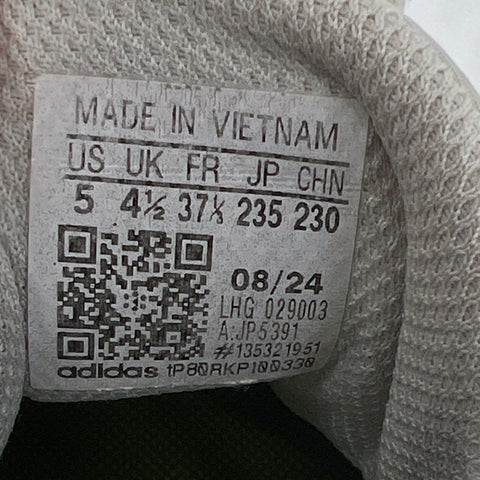 MADE IN VIETNAM
US UK FR JP CHN
5 4½ 37⅓ 235 230
08/24
LHG 029003
A:JP5391
#135321951
adidas 1P80RKP100330